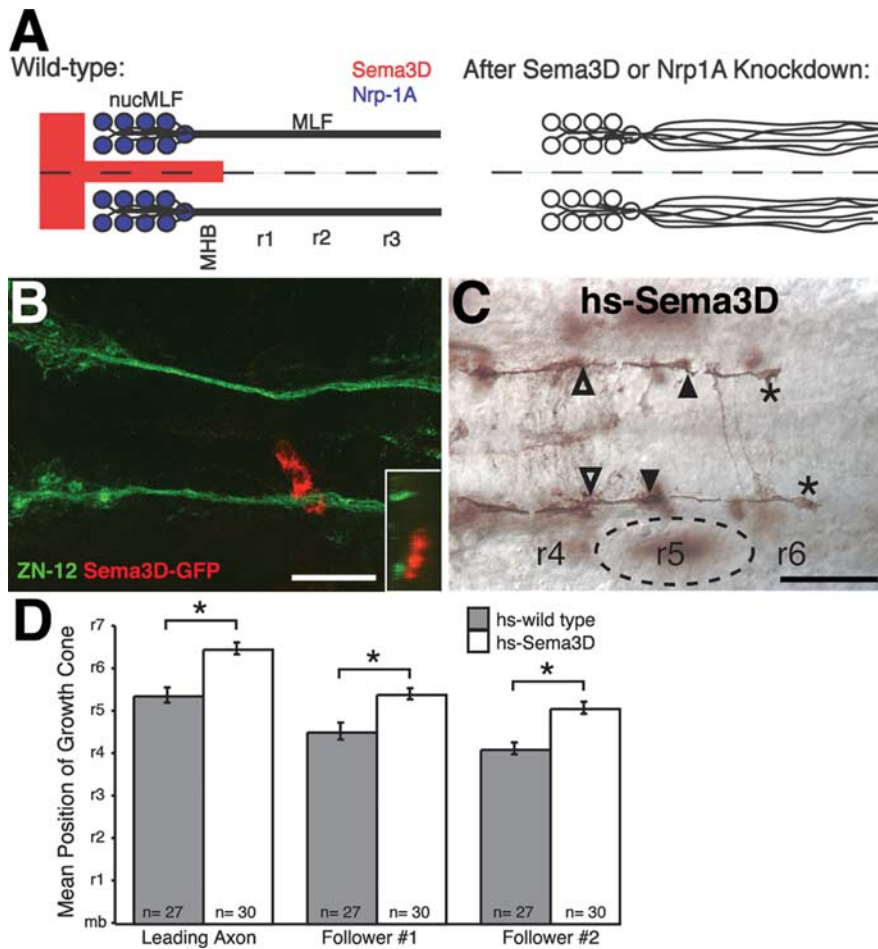 A
Wild-type:
Sema3D
Nrp-1A
After Sema3D or Nrp1A Knockdown:
nucMLF
MLF
MHB
r1
r2
r3
B
ZN-12 Sema3D-GFP
C
hs-Sema3D
*
*
r4
r5
r6
D
hs-wild type
hs-Sema3D
*
*
*
Mean Position of Growth Cone
r7
r6
r5
r4
r3
r2
r1
mb
n= 27
n= 30
n= 27
n= 30
n= 27
n= 30
Leading Axon
Follower #1
Follower #2